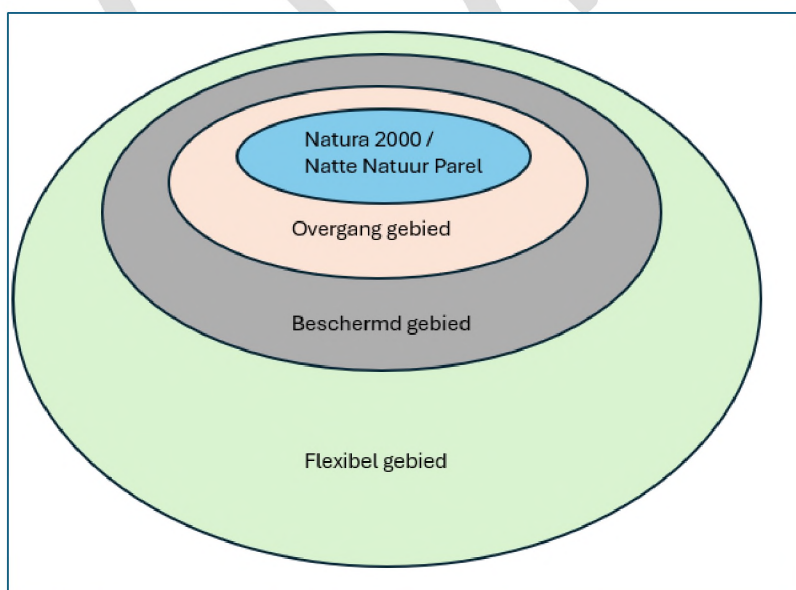 Natura 2000 /
Natte Natuur Parel
Overgang gebied
Beschermd gebied
Flexibel gebied